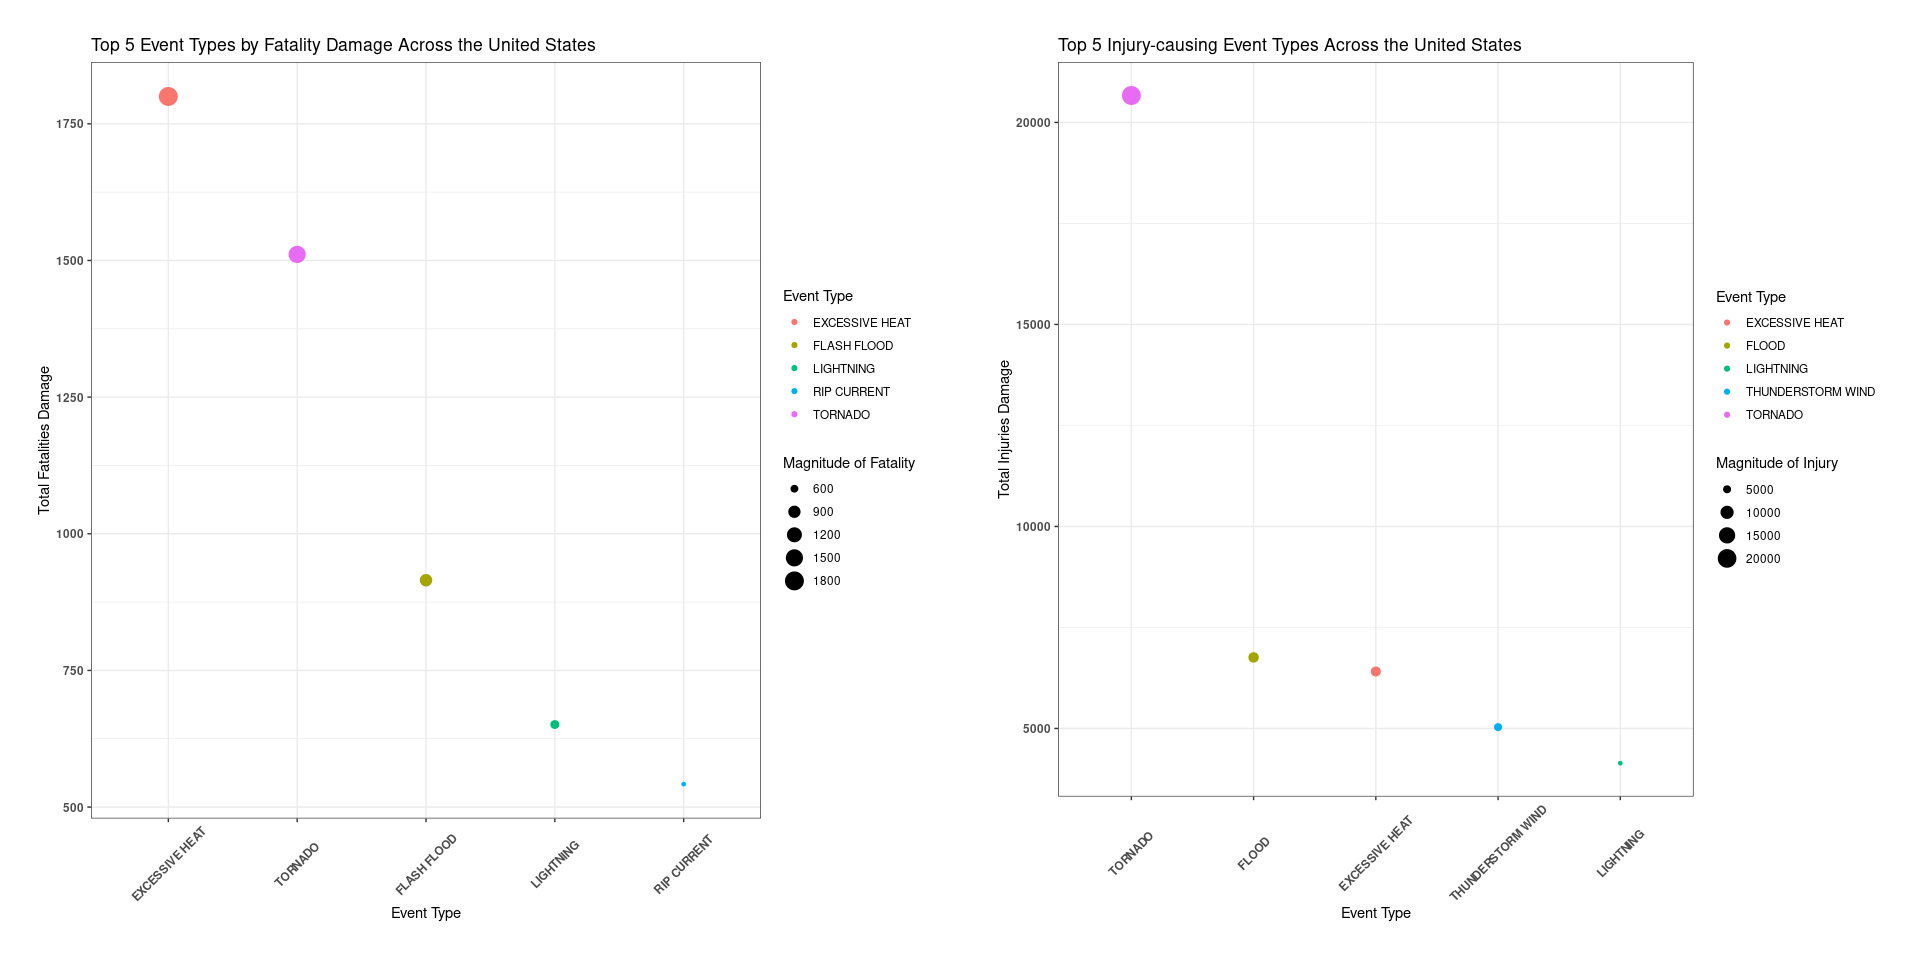 Top 5 Event Types by Fatality Damage Across the United States
Total Fatalities Damage
1750
1500
1250
1000
750
500
EXCESSIVE HEAT
TORNADO
FLASH FLOOD
LIGHTNING
RIP CURRENT
Event Type
Event Type
EXCESSIVE HEAT
FLASH FLOOD
LIGHTNING
RIP CURRENT
TORNADO
Magnitude of Fatality
600
900
1200
1500
1800
Top 5 Injury-causing Event Types Across the United States
Total Injuries Damage
20000
15000
10000
5000
TORNADO
FLOOD
EXCESSIVE HEAT
THUNDERSTORM WIND
LIGHTNING
Event Type
Event Type
EXCESSIVE HEAT
FLOOD
LIGHTNING
THUNDERSTORM WIND
TORNADO
Magnitude of Injury
5000
10000
15000
20000